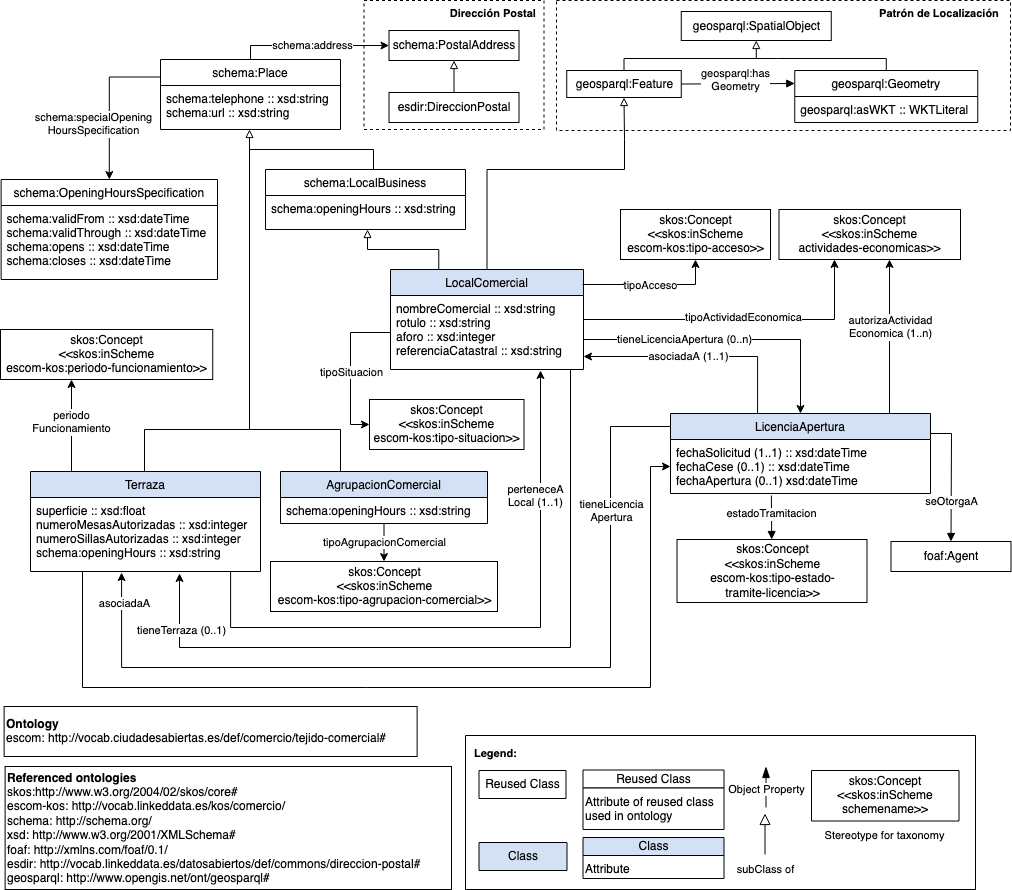 Dirección Postal
Patrón de Localización
schema:address
schema:PostalAddress
geosparql:SpatialObject
schema:Place
schema:telephone :: xsd:string
schema:url :: xsd:string
esdir:DireccionPostal
geosparql:Feature
geosparql:has
Geometry
geosparql:Geometry
geosparql:asWKT :: WKTLiteral
schema:specialOpening
HoursSpecification
schema:OpeningHoursSpecification
schema:validFrom :: xsd:dateTime
schema:validThrough :: xsd:dateTime
schema:opens :: xsd:dateTime
schema:closes :: xsd:dateTime
schema:LocalBusiness
schema:openingHours :: xsd:string
skos:Concept
<<skos:inScheme
escom-kos:tipo-acceso>>
skos:Concept
<<skos:inScheme
actividades-economicas>>
LocalComercial
nombreComercial :: xsd:string
rotulo :: xsd:string
aforo :: xsd:integer
referenciaCatastral :: xsd:string
tipoAcceso
tipoActividadEconomica
autorizaActividad
Economica (1..n)
tieneLicenciaApertura (0..n)
asociadaA (1..1)
skos:Concept
<<skos:inScheme
escom-kos:periodo-funcionamiento>>
tipoSituacion
periodo
Funcionamiento
skos:Concept
<<skos:inScheme
escom-kos:tipo-situacion>>
LicenciaApertura
fechaSolicitud (1..1) :: xsd:dateTime
fechaCese (0..1) :: xsd:dateTime
fechaApertura (0..1) xsd:dateTime
Terraza
superficie :: xsd:float
numeroMesasAutorizadas :: xsd:integer
numeroSillasAutorizadas :: xsd:integer
schema:openingHours :: xsd:string
AgrupacionComercial
schema:openingHours :: xsd:string
perteneceA
Local (1..1)
tieneLicencia
Apertura
estadoTramitacion
seOtorgaA
tipoAgrupacionComercial
skos:Concept
<<skos:inScheme
escom-kos:tipo-agrupacion-comercial>>
skos:Concept
<<skos:inScheme
escom-kos:tipo-estado-
tramite-licencia>>
foaf:Agent
asociadaA
tieneTerraza (0..1)
Ontology
escom: http://vocab.ciudadesabiertas.es/def/comercio/tejido-comercial#
Referenced ontologies
skos:http://www.w3.org/2004/02/skos/core#
escom-kos: http://vocab.linkeddata.es/kos/comercio/
schema: http://schema.org/
xsd: http://www.w3.org/2001/XMLSchema#
foaf: http://xmlns.com/foaf/0.1/
esdir: http://vocab.linkeddata.es/datosabiertos/def/commons/direccion-postal#
geosparql: http://www.opengis.net/ont/geosparql#
Legend:
Reused Class
Reused Class
Attribute of reused class
used in ontology
Object Property
skos:Concept
<<skos:inScheme
schemename>>
Stereotype for taxonomy
Class
Class
Attribute
subClass of